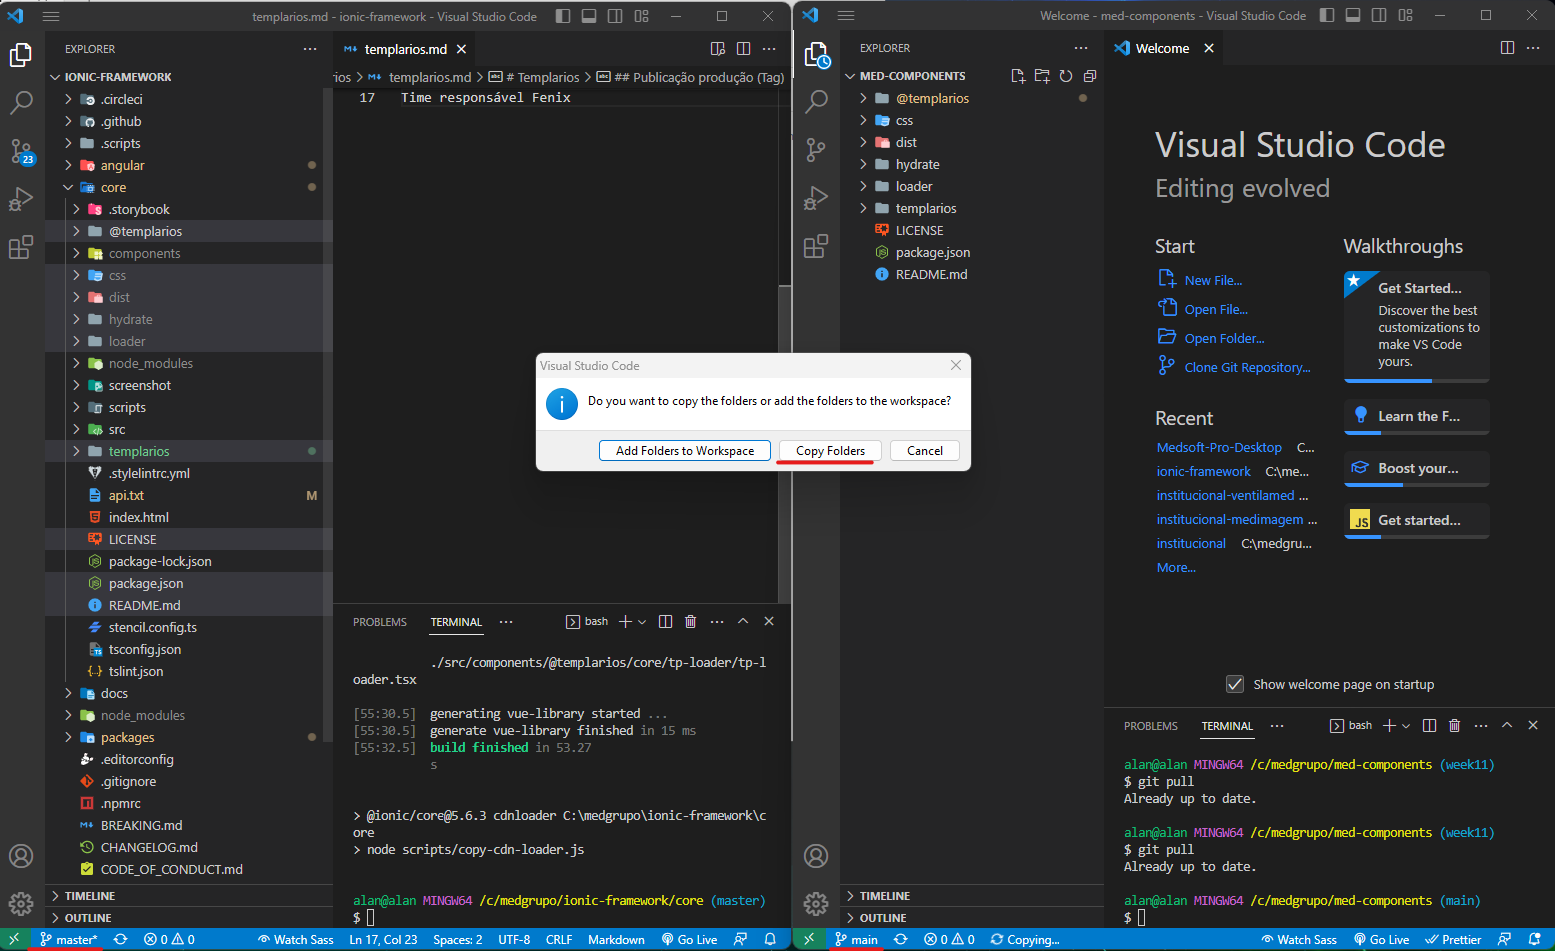 templarios.md - ionic-framework - Visual Studio Code
EXPLORER
IONIC-FRAMEWORK
.circleci
.github
.scripts
angular
core
.storybook
@templarios
components
css
dist
hydrate
loader
node_modules
screenshot
scripts
src
templarios
.stylelintrc.yml
api.txt M
index.html
LICENSE
package-lock.json
package.json
README.md
stencil.config.ts
tsconfig.json
tslint.json
docs
node_modules
packages
.editorconfig
.gitignore
.npmrc
BREAKING.md
CHANGELOG.md
CODE_OF_CONDUCT.md
TIMELINE
OUTLINE
23
templarios.md
rios > templarios.md > # Templarios > ## Publicação produção (Tag)
17 Time responsável Fenix
PROBLEMS TERMINAL bash
./src/components/@templarios/core/tp-loader/tp-l
oader.tsx
[55:30.5] generating vue-library started ...
[55:30.5] generate vue-library finished in 15 ms
[55:32.5] build finished in 53.27
s
> @ionic/core@5.6.3 cdnloader C:\medgrupo\ionic-framework\c
ore
> node scripts/copy-cdn-loader.js
alan@alan MINGW64 /c/medgrupo/ionic-framework/core (master)
$
master* 0 0 Watch Sass Ln 17, Col 23 Spaces: 2 UTF-8 CRLF Markdown Go Live
Visual Studio Code
Do you want to copy the folders or add the folders to the workspace?
Add Folders to Workspace Copy Folders Cancel
Welcome - med-components - Visual Studio Code
EXPLORER
MED-COMPONENTS
@templarios
css
dist
hydrate
loader
templarios
LICENSE
package.json
README.md
TIMELINE
OUTLINE
Welcome
Visual Studio Code
Editing evolved
Start
New File...
Open File...
Open Folder...
Clone Git Repository...
Recent
Medsoft-Pro-Desktop C...
ionic-framework C:\me...
institucional-ventilamed ...
institucional-medimagem ...
institucional C:\medgru...
More...
Walkthroughs
Get Started...
Discover the best
customizations to
make VS Code
yours.
Learn the F...
Boost your...
JS Get started...
Show welcome page on startup
PROBLEMS TERMINAL bash
alan@alan MINGW64 /c/medgrupo/med-components (week11)
$ git pull
Already up to date.
alan@alan MINGW64 /c/medgrupo/med-components (week11)
$ git pull
Already up to date.
alan@alan MINGW64 /c/medgrupo/med-components (main)
$
main 0 0 Copying... Watch Sass Go Live Prettier